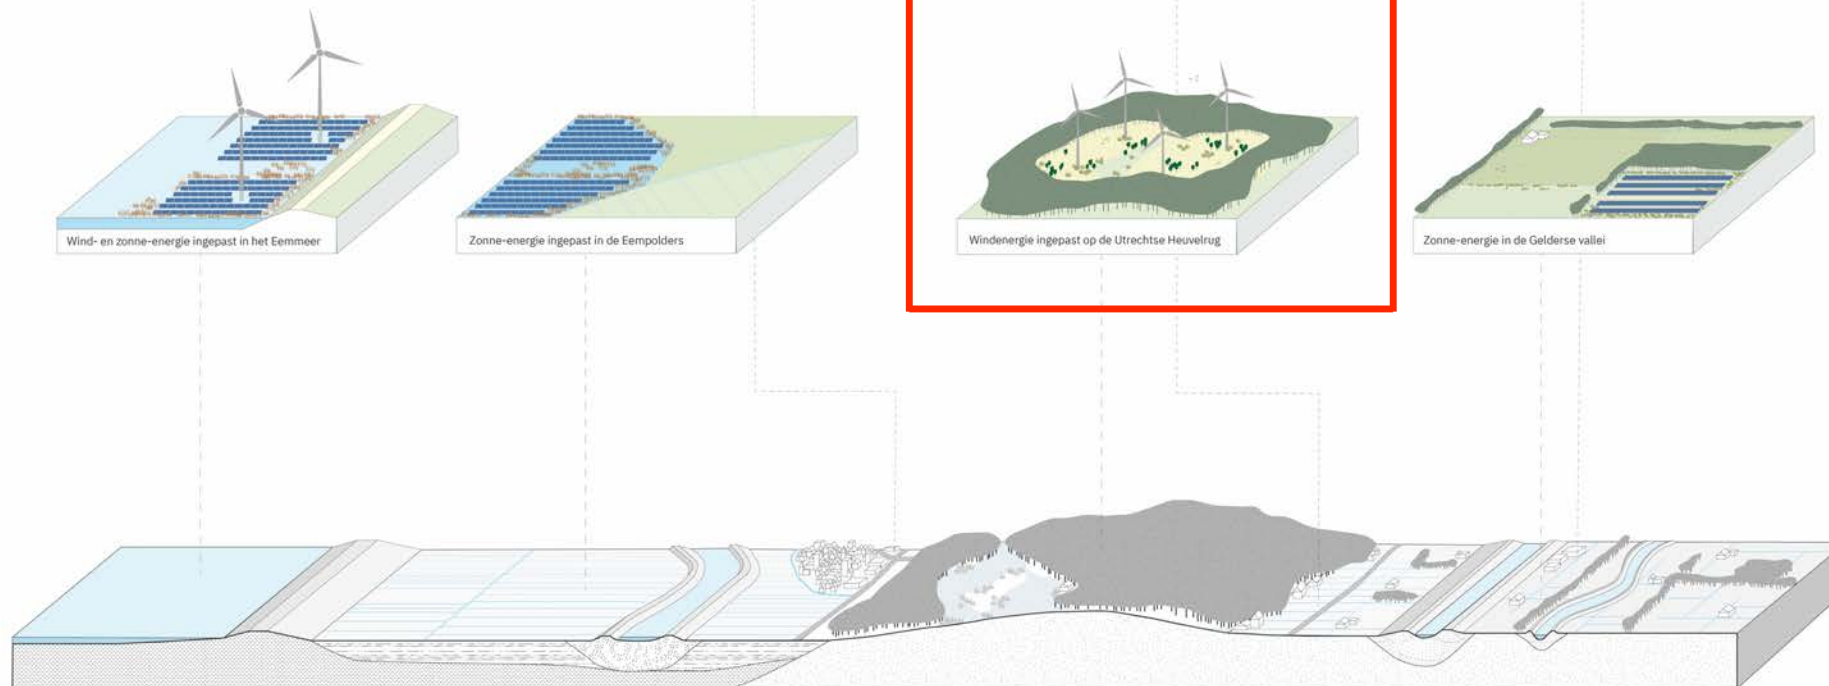 Wind- en zonne-energie ingepast in het Eemmeer
Zonne-energie ingepast in de Eempolders
Windenergie ingepast op de Utrechtse Heuvelrug
Zonne-energie in de Gelderse vallei